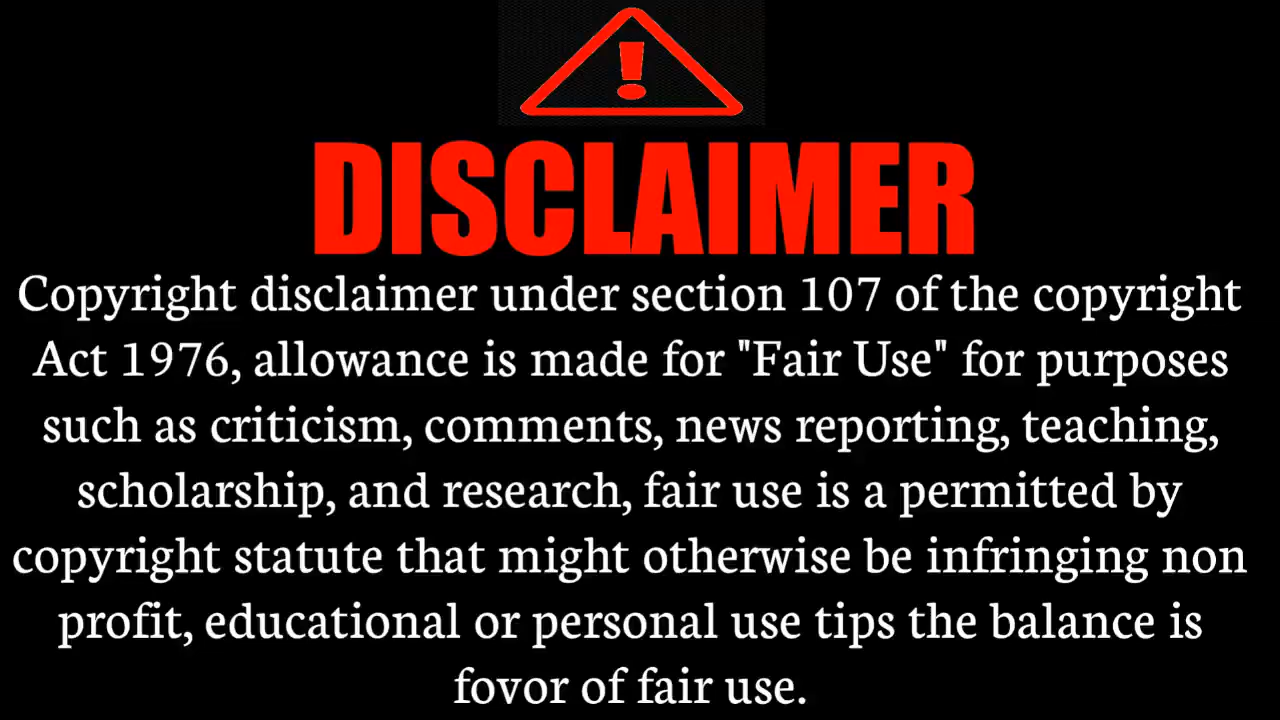 DISCLAIMER
Copyright disclaimer under section 107 of the copyright
Act 1976, allowance is made for "Fair Use" for purposes
such as criticism, comments, news reporting, teaching,
scholarship, and research, fair use is a permitted by
copyright statute that might otherwise be infringing non
profit, educational or personal use tips the balance is
fovor of fair use.